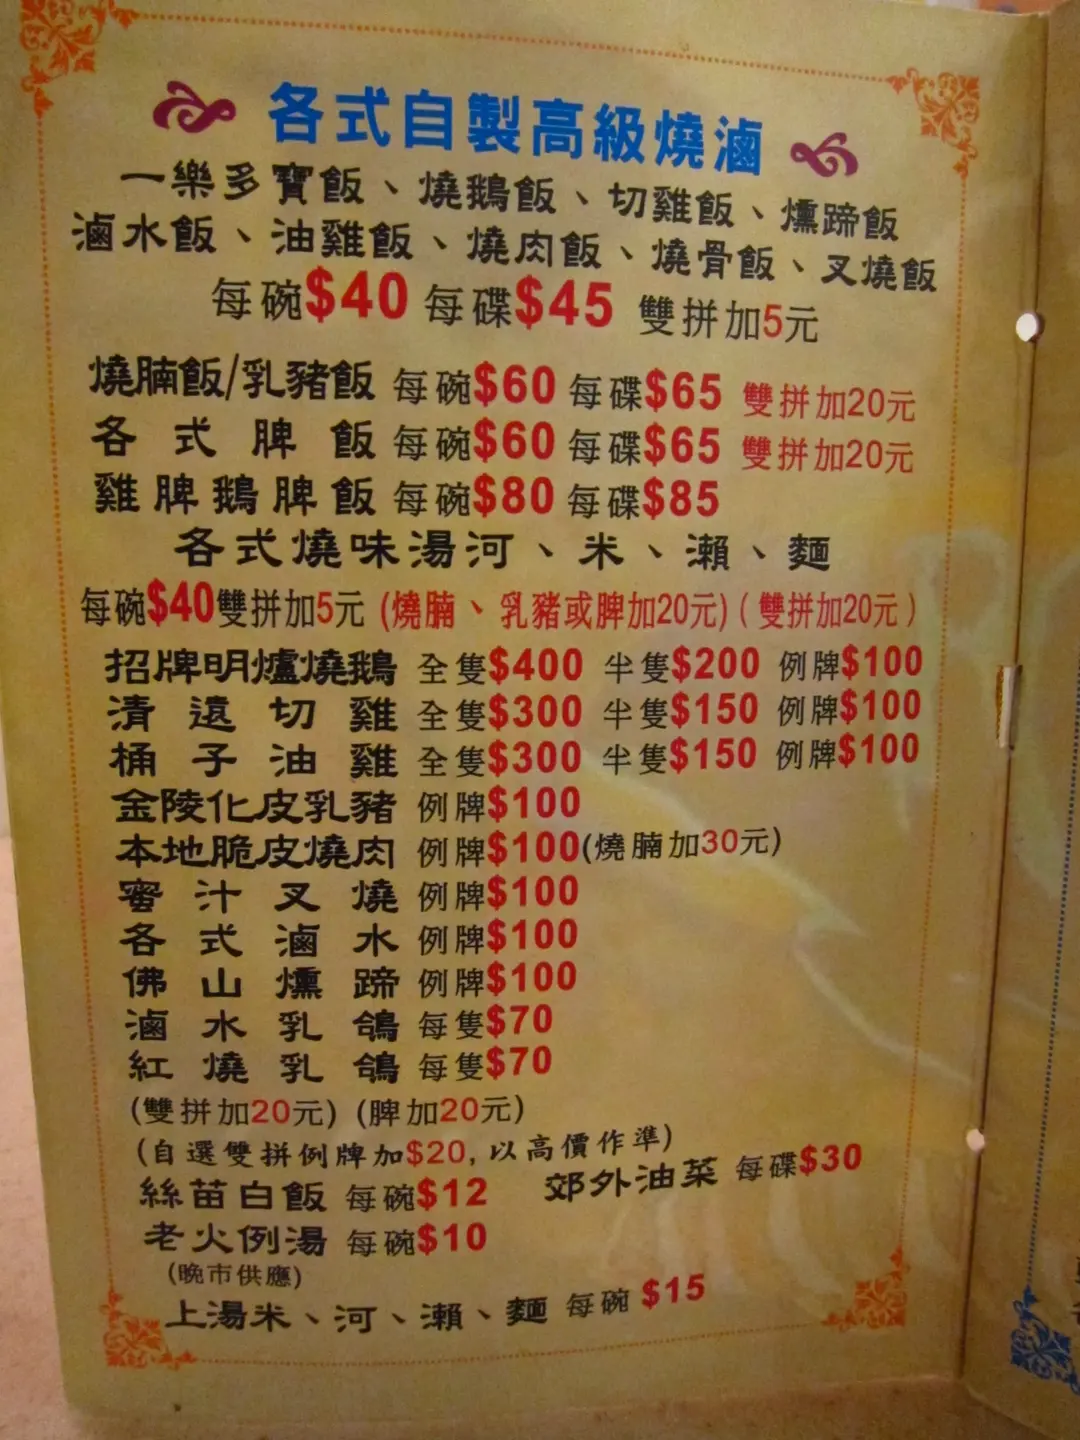 各式自製高級燒滷
一樂多寶飯、燒鵝飯、切雞飯、燻蹄飯
滷水飯、油雞飯、燒肉飯、燒骨飯、叉燒飯
每碗$40 每碟$45 雙拼加5元
燒腩飯/乳豬飯 每碗$60 每碟$65 雙拼加20元
各式脾飯 每碗$60 每碟$65 雙拼加20元
雞脾鵝脾飯 每碗$80 每碟$85
各式燒味湯河、米、瀨、麵
每碗$40雙拼加5元 (燒腩、乳豬或脾加20元)(雙拼加20元)
招牌明爐燒鵝 全隻$400 半隻$200 例牌$100
清遠切雞 全隻$300 半隻$150 例牌$100
桶子油雞 全隻$300 半隻$150 例牌$100
金陵化皮乳豬 例牌$100
本地脆皮燒肉 例牌$100(燒腩加30元)
蜜汁叉燒 例牌$100
各式滷水 例牌$100
佛山燻蹄 例牌$100
滷水乳鴿 每隻$70
紅燒乳鴿 每隻$70
(雙拼加20元) (脾加20元)
(自選雙拼例牌加$20,以高價作準)
絲苗白飯 每碗$12 郊外油菜 每碟$30
老火例湯 每碗$10
(晚市供應)
上湯米、河、瀨、麵 每碗 $15